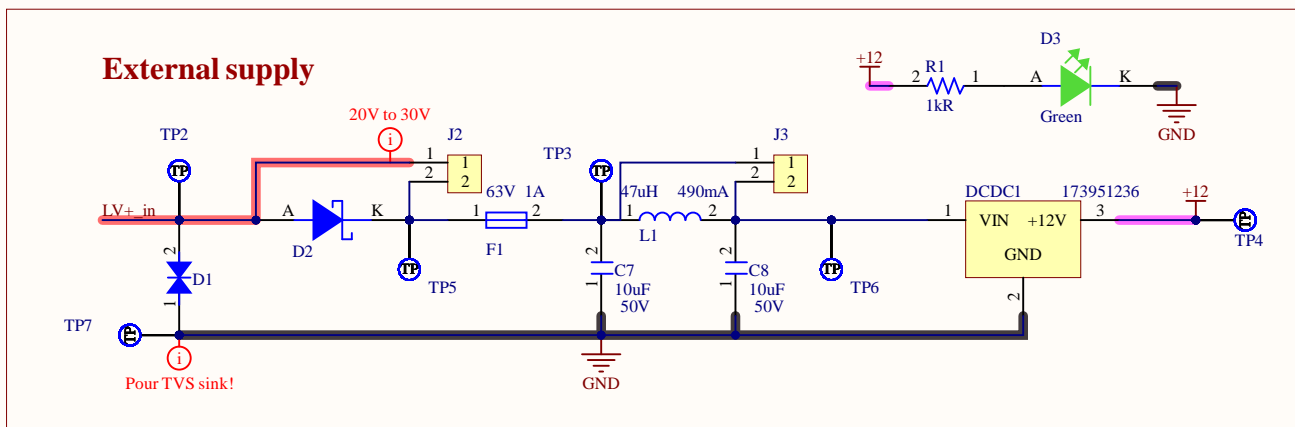 External supply
+12
R1
2
1
1kR
D3
A
K
Green
GND
20V to 30V
i
J2
1
2
1
2
TP2
TP
LV+_in
A
K
D2
TP
TP5
63V 1A
1
2
F1
TP3
TP
47uH
490mA
1
2
L1
J3
1
2
1
2
2
D1
1
TP7
TP
i
Pour TVS sink!
C7
1
10uF
50V
C8
1
10uF
50V
GND
TP
TP6
DCDC1
173951236
1
VIN
+12V
3
GND
2
+12
TP
TP4